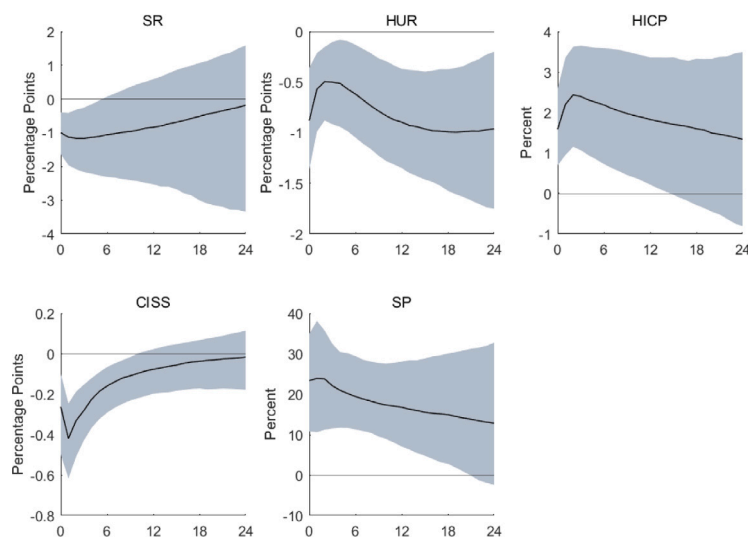 SR
HUR
HICP
Percentage Points
2
1
0
-1
-2
-3
-4
0 6 12 18 24
Percentage Points
0
-0.5
-1
-1.5
-2
0 6 12 18 24
Percent
4
3
2
1
0
-1
0 6 12 18 24
CISS
SP
Percentage Points
0.2
0
-0.2
-0.4
-0.6
-0.8
0 6 12 18 24
Percent
40
30
20
10
0
-10
0 6 12 18 24